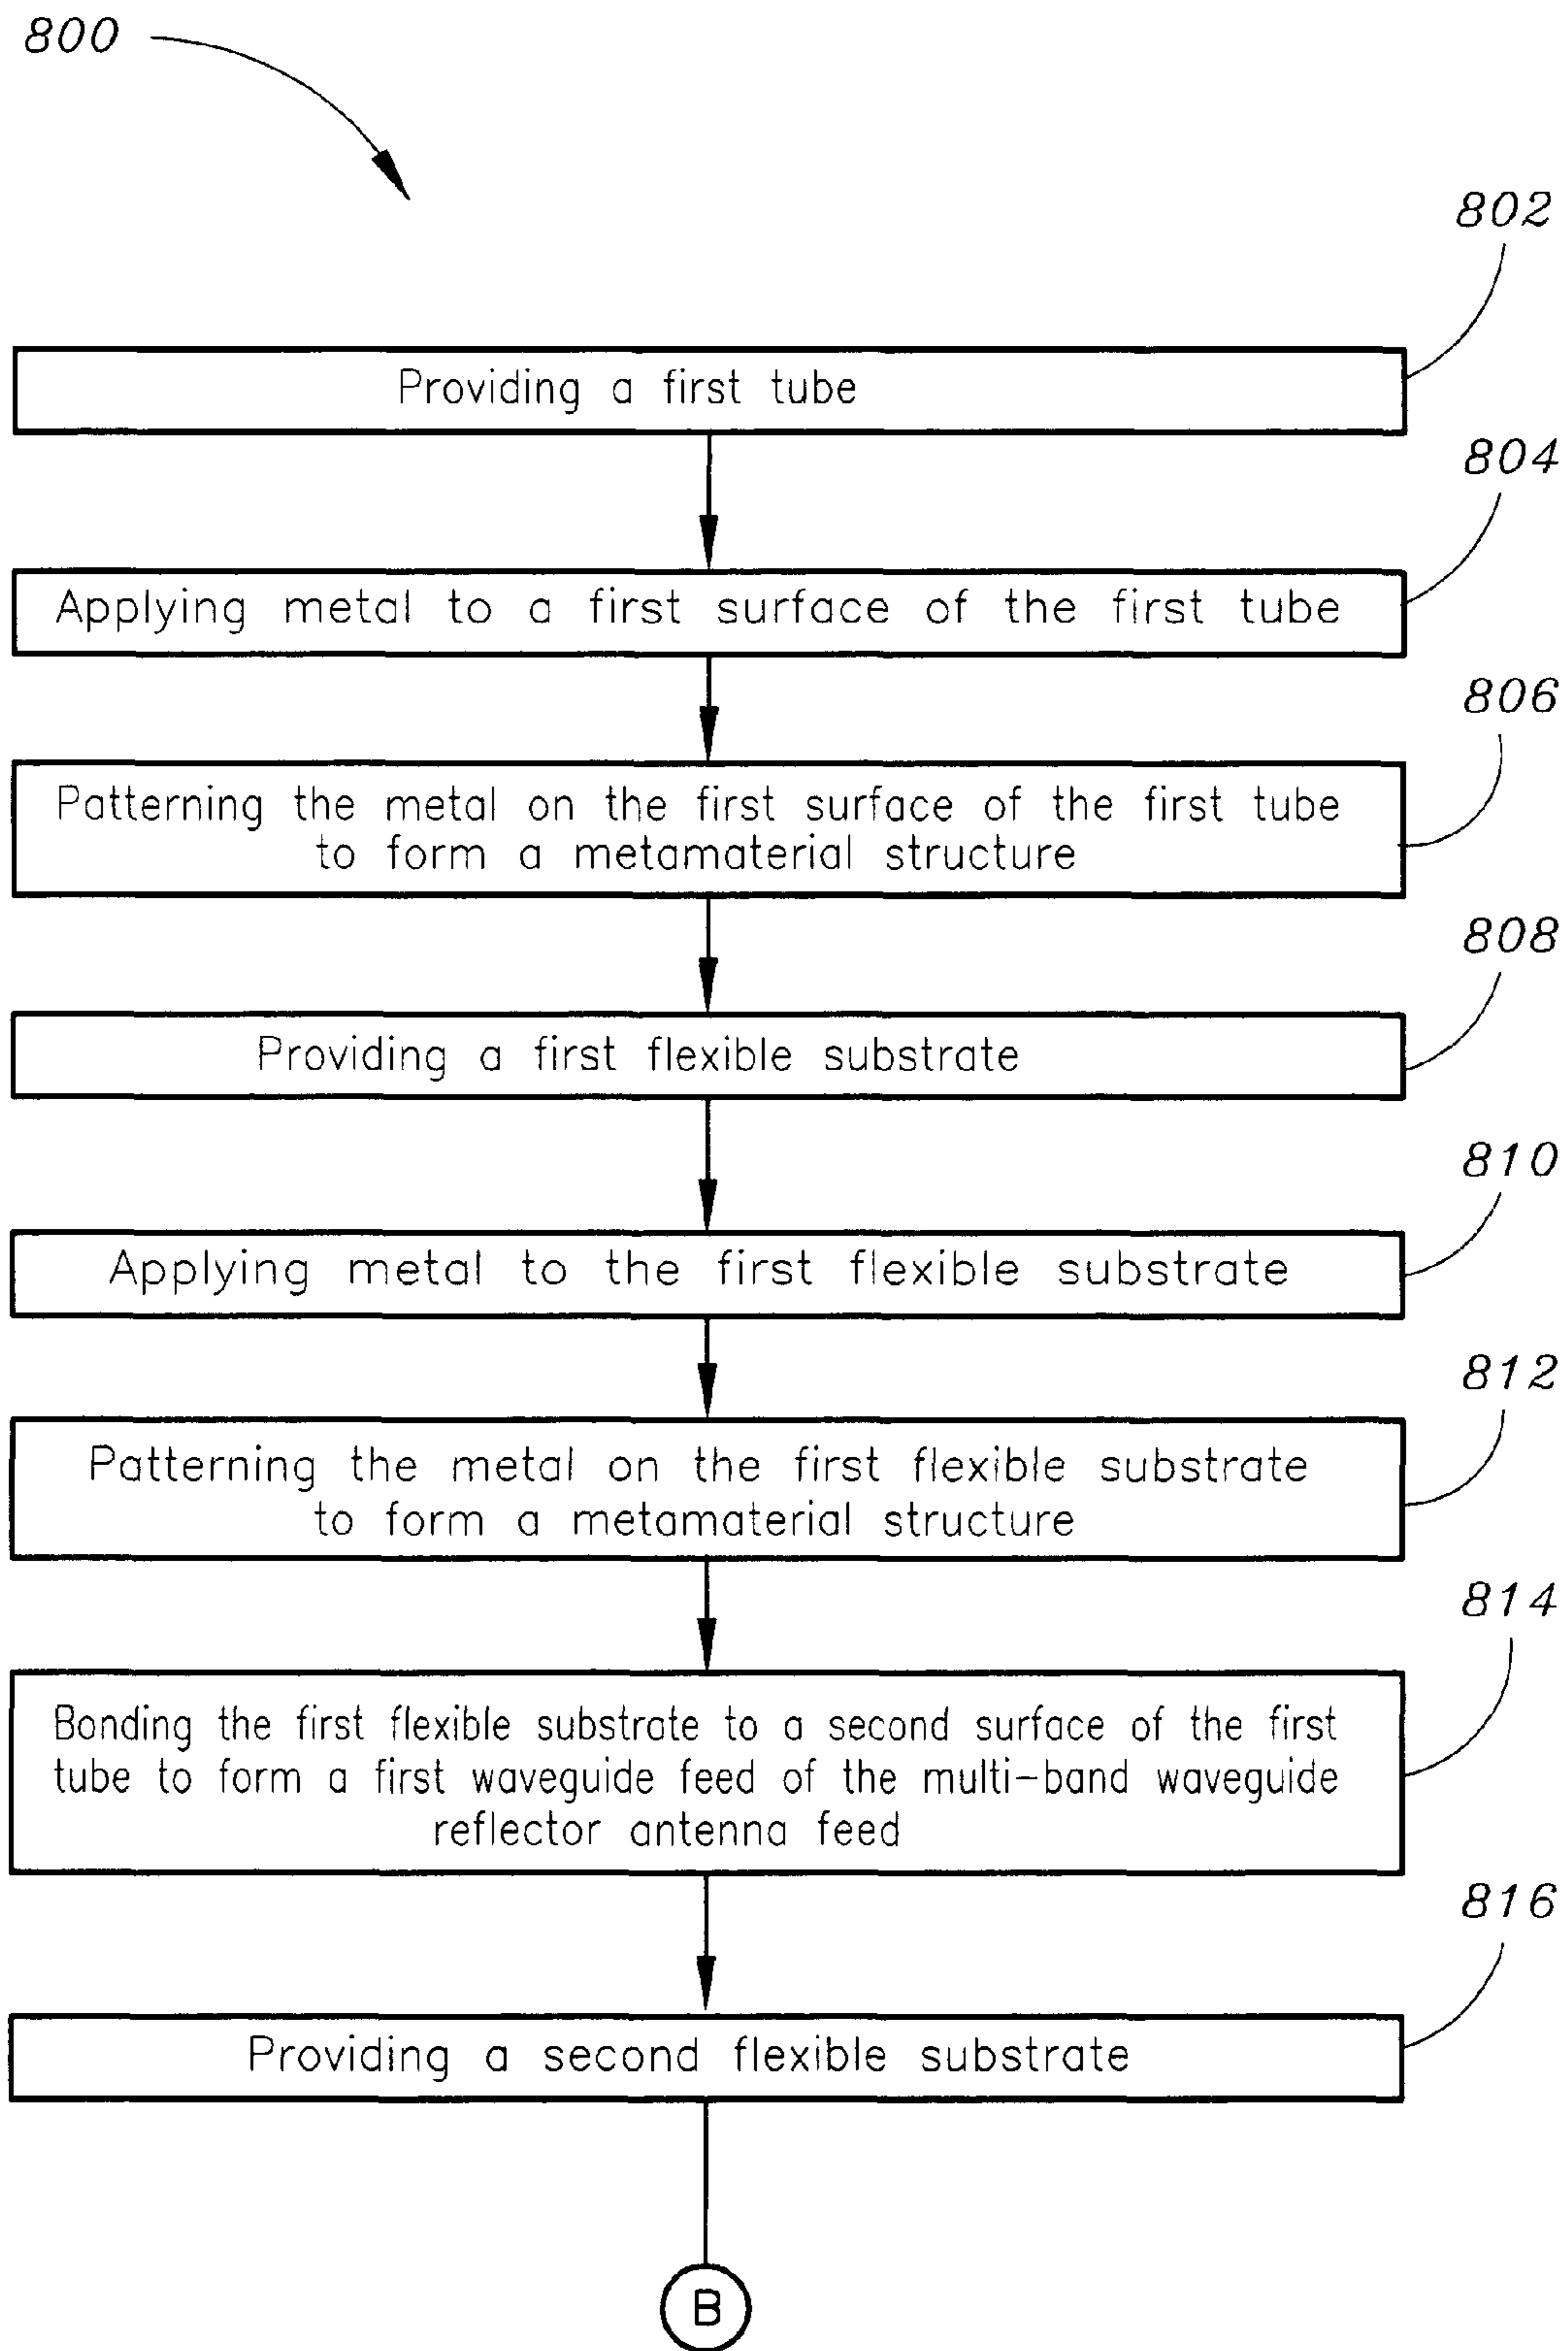 800
802
Providing a first tube
804
Applying metal to a first surface of the first tube
806
Patterning the metal on the first surface of the first tube
to form a metamaterial structure
808
Providing a first flexible substrate
810
Applying metal to the first flexible substrate
812
Patterning the metal on the first flexible substrate
to form a metamaterial structure
814
Bonding the first flexible substrate to a second surface of the first
tube to form a first waveguide feed of the multi-band waveguide
reflector antenna feed
816
Providing a second flexible substrate
B